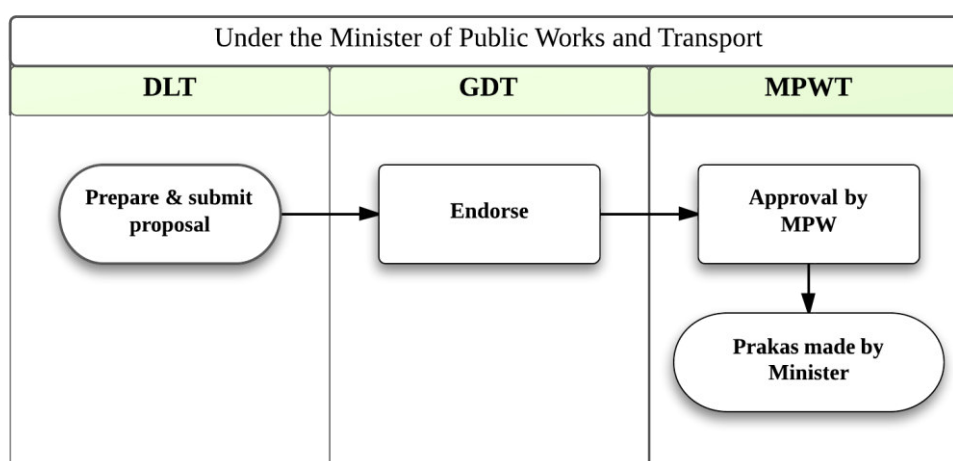 Under the Minister of Public Works and Transport
DLT
GDT
MPWT
Prepare & submit
proposal
Endorse
Approval by
MPW
Prakas made by
Minister